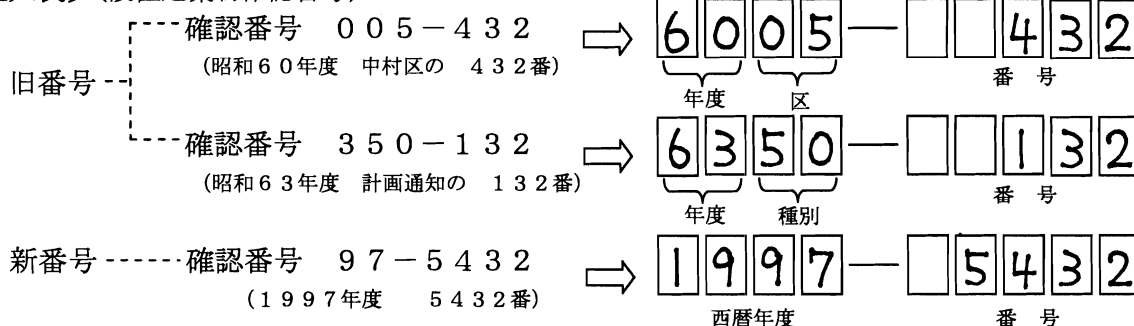 旧番号
確認番号 005-432 ⇨ 6005— 432
(昭和60年度 中村区の 432番)
年度 区 番 号
確認番号 350-132 ⇨ 6350— 132
(昭和63年度 計画通知の 132番)
年度 種別 番 号
新番号 確認番号 97-5432 ⇨ 1997— 5432
(1997年度 5432番)
西暦年度 番 号